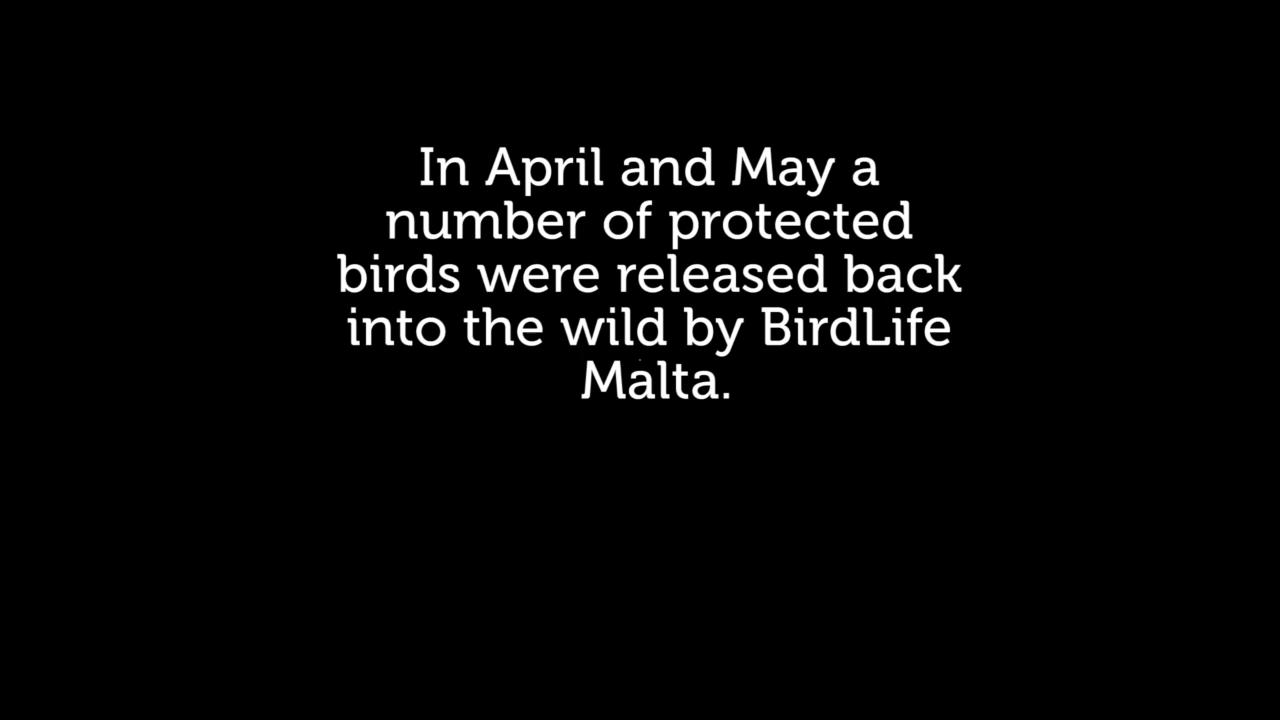 In April and May a
number of protected
birds were released back
into the wild by BirdLife
Malta.